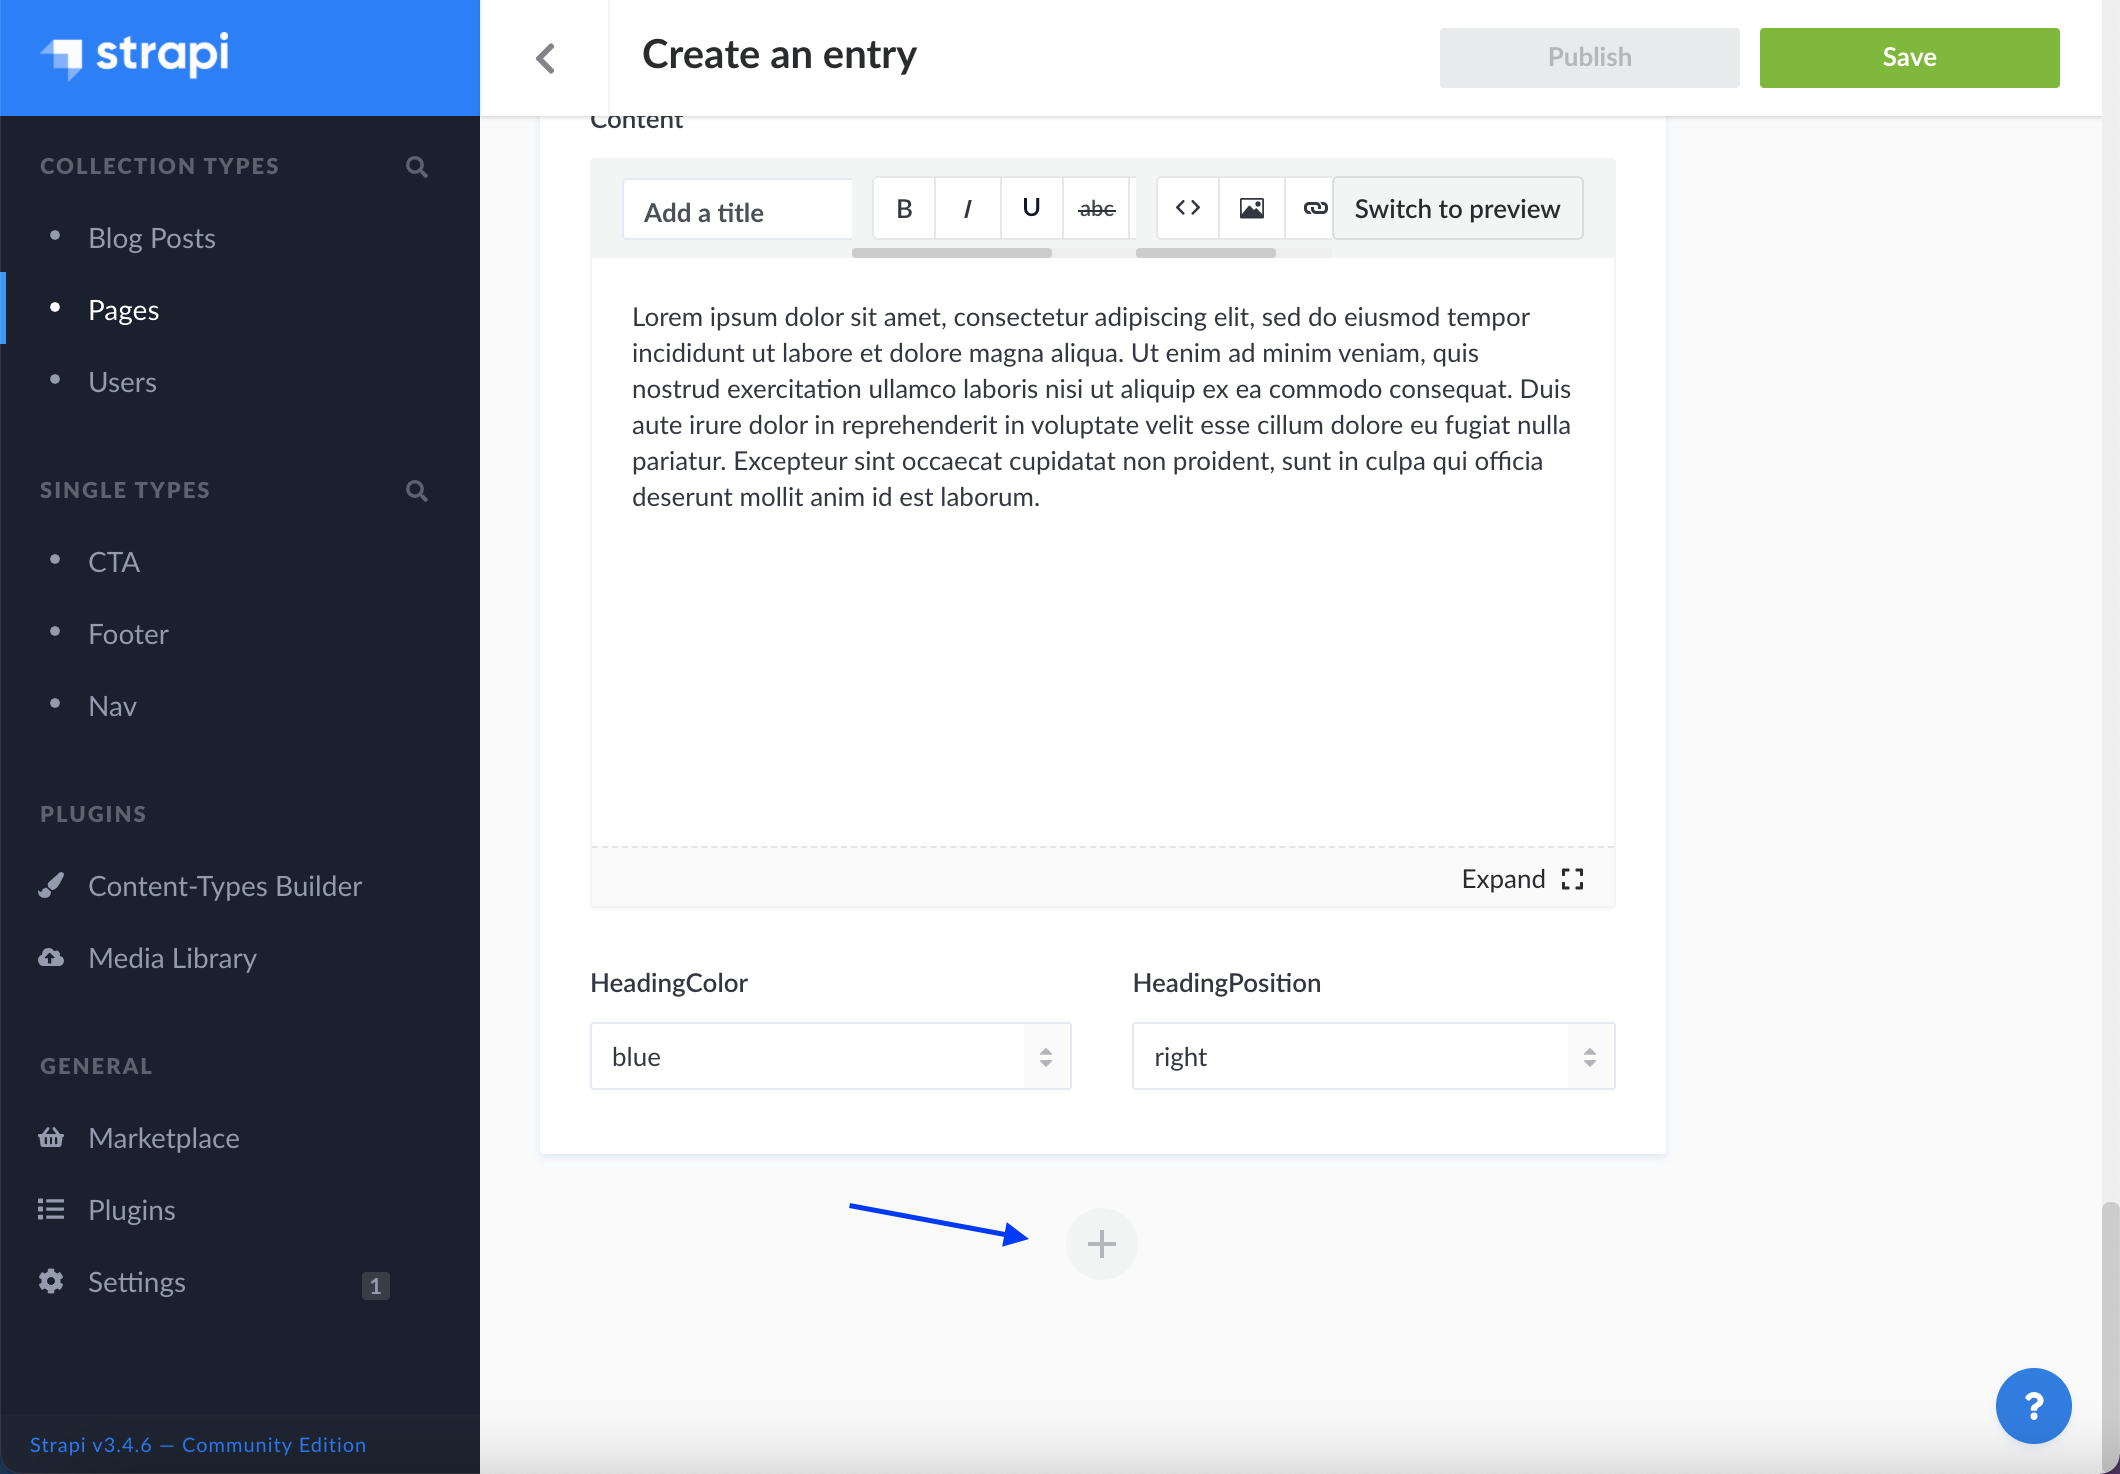 strapi
Create an entry
Publish
Save
COLLECTION TYPES
Blog Posts
Pages
Users
SINGLE TYPES
CTA
Footer
Nav
PLUGINS
Content-Types Builder
Media Library
GENERAL
Marketplace
Plugins
Settings
1
Strapi v3.4.6 — Community Edition
Content
Add a title
B I U abc <> Switch to preview
Lorem ipsum dolor sit amet, consectetur adipiscing elit, sed do eiusmod tempor
incididunt ut labore et dolore magna aliqua. Ut enim ad minim veniam, quis
nostrud exercitation ullamco laboris nisi ut aliquip ex ea commodo consequat. Duis
aute irure dolor in reprehenderit in voluptate velit esse cillum dolore eu fugiat nulla
pariatur. Excepteur sint occaecat cupidatat non proident, sunt in culpa qui officia
deserunt mollit anim id est laborum.
Expand
HeadingColor
blue
HeadingPosition
right
?